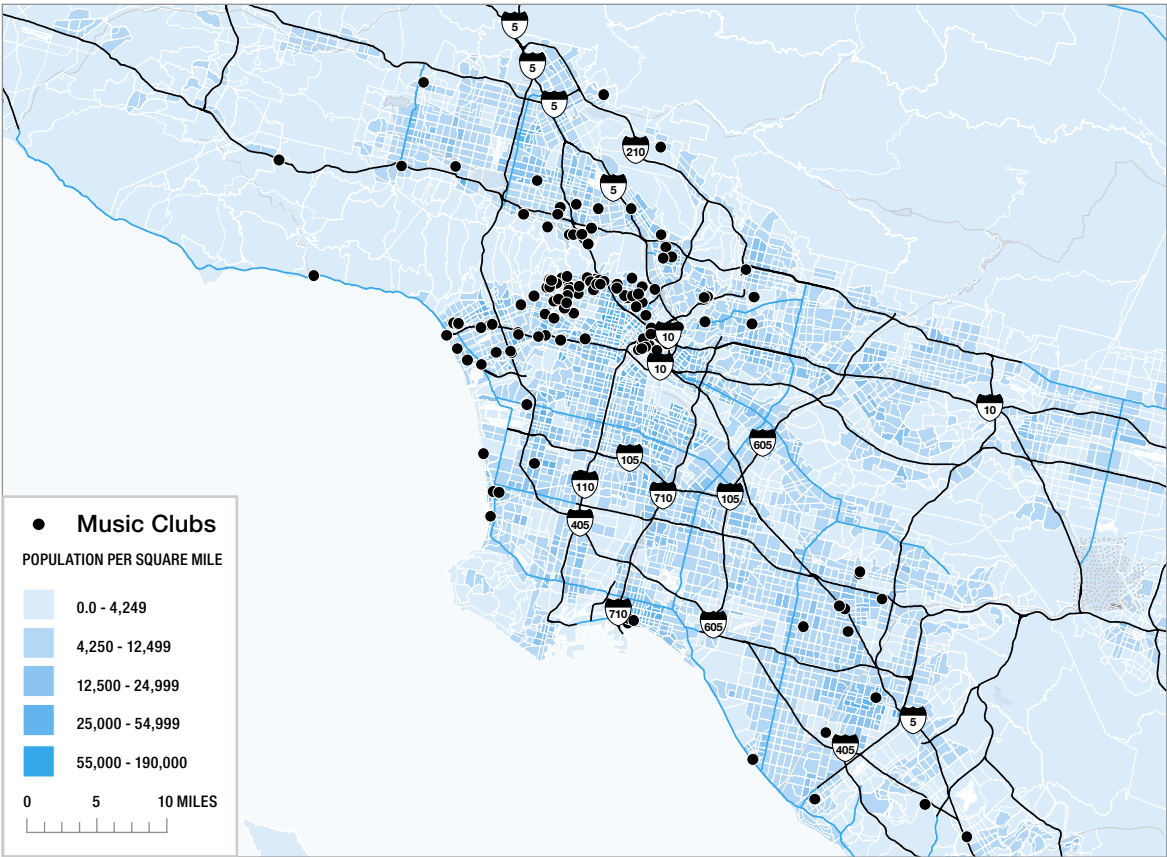 5
5
5
210
5
10
10
10
605
105
110
710
105
405
710
605
5
405
Music Clubs
POPULATION PER SQUARE MILE
0.0 - 4,249
4,250 - 12,499
12,500 - 24,999
25,000 - 54,999
55,000 - 190,000
0 5 10 MILES